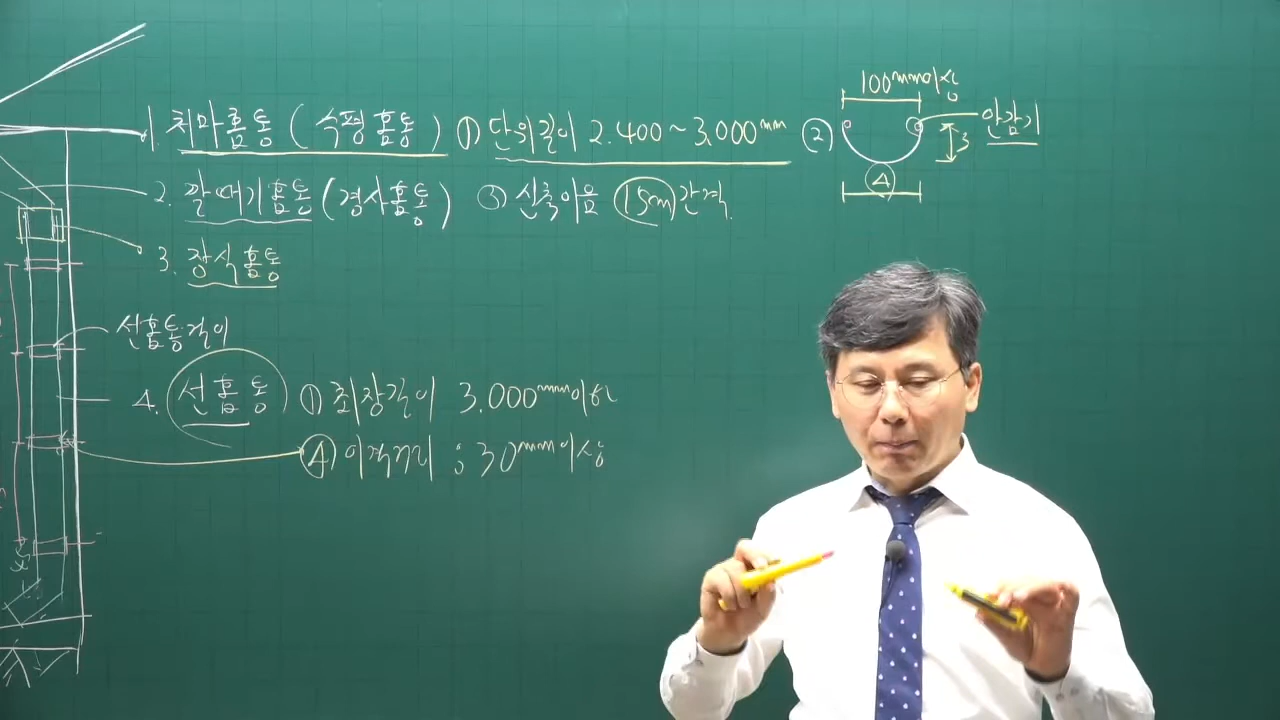 100mm이상
1. 처마홈통 (수평홈통) ① 단위길이 2.400~3.000mm ② 안감기
3
A
2. 깔때기홈통 (경사홈통) ③ 신축이음 15m 간격
3. 장식홈통
선홈통걸이
4. 선홈통 ① 최장길이 3.000mm이하
④ 이격거리 : 30mm이상